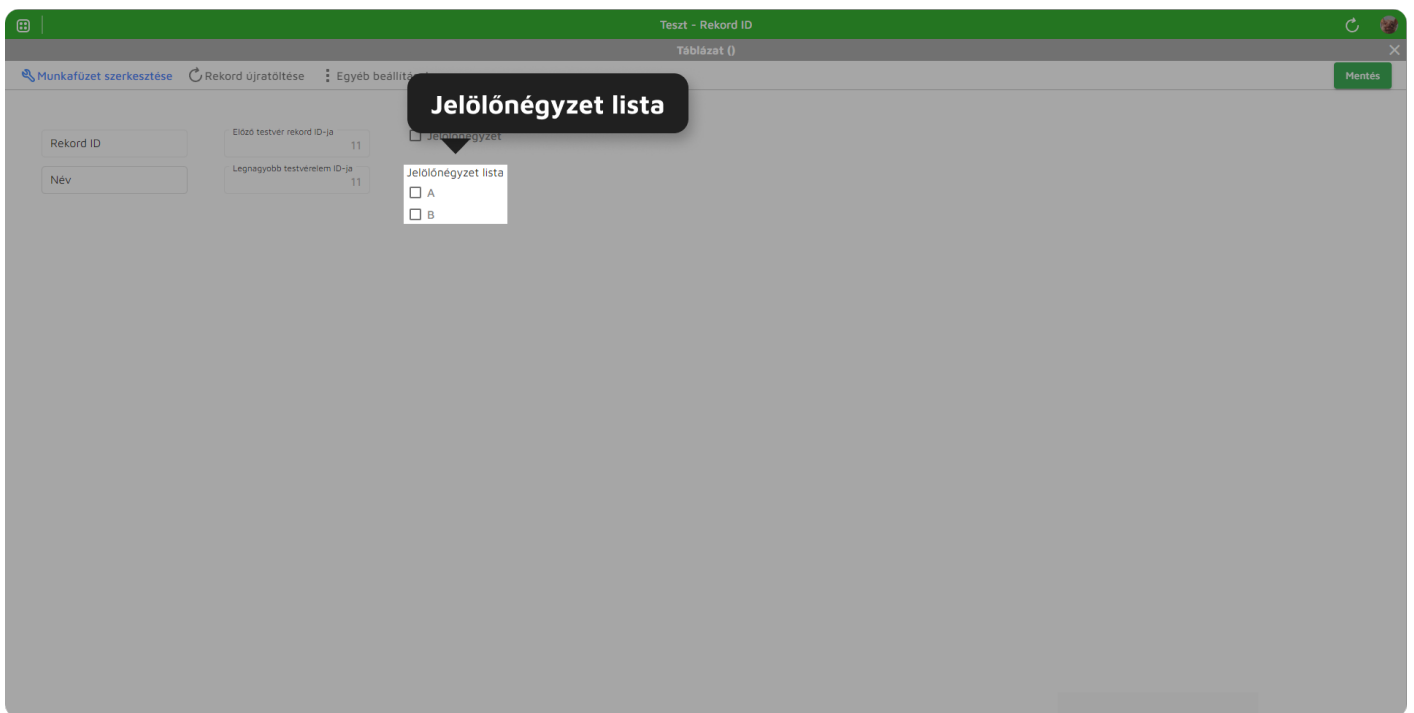 Teszt - Rekord ID
Táblázat ()
Munkafüzet szerkesztése
Rekord újratöltése
Egyéb
Mentés
Jelölőnégyzet lista
Rekord ID
Előző testvér rekord ID-ja
11
Jelölőnégyzet
Név
Legnagyobb testvérelem ID-ja
11
Jelölőnégyzet lista
A
B